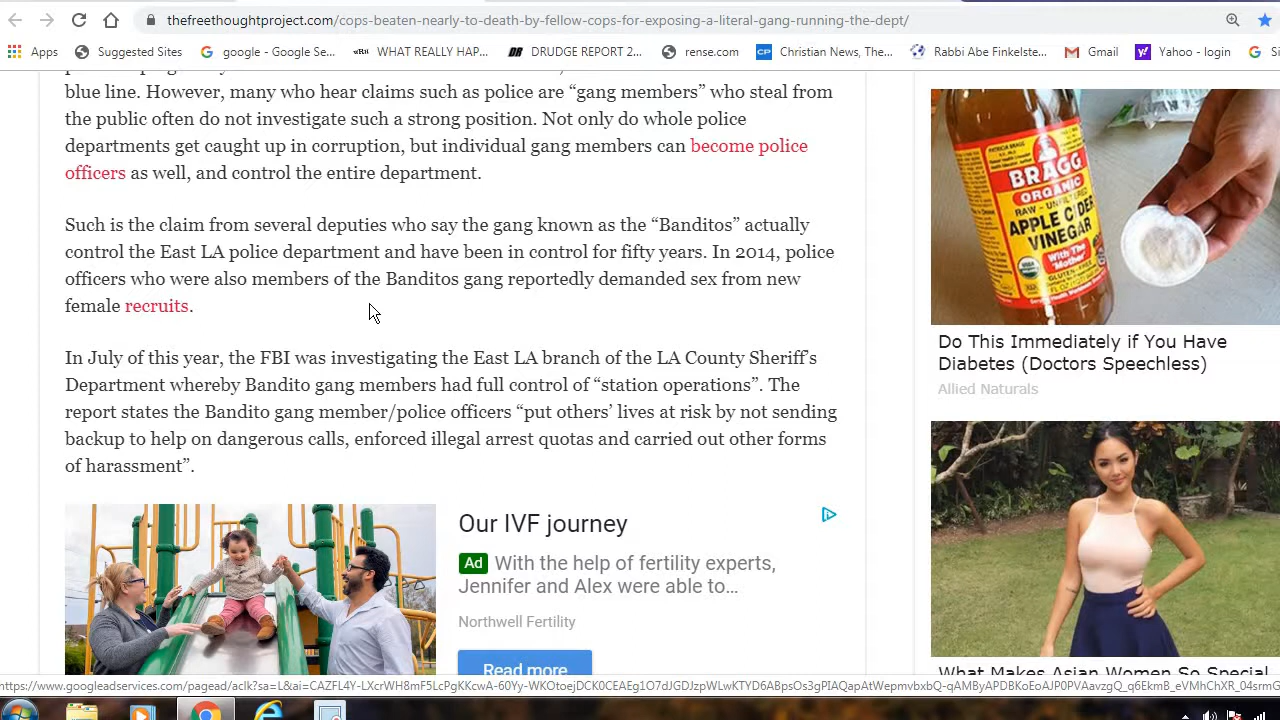 thefreethoughtproject.com/cops-beaten-nearly-to-death-by-fellow-cops-for-exposing-a-literal-gang-running-the-dept/
Apps Suggested Sites google - Google Se... WHAT REALLY HAP... DRUDGE REPORT 2... rense.com Christian News, The... Rabbi Abe Finkelste... Gmail Yahoo - login
blue line. However, many who hear claims such as police are “gang members” who steal from
the public often do not investigate such a strong position. Not only do whole police
departments get caught up in corruption, but individual gang members can become police
officers as well, and control the entire department.
Such is the claim from several deputies who say the gang known as the “Banditos” actually
control the East LA police department and have been in control for fifty years. In 2014, police
officers who were also members of the Banditos gang reportedly demanded sex from new
female recruits.
In July of this year, the FBI was investigating the East LA branch of the LA County Sheriff’s
Department whereby Bandito gang members had full control of “station operations”. The
report states the Bandito gang member/police officers “put others’ lives at risk by not sending
backup to help on dangerous calls, enforced illegal arrest quotas and carried out other forms
of harassment”.
Our IVF journey
Ad With the help of fertility experts,
Jennifer and Alex were able to...
Northwell Fertility
Read more
PATRICIA BRAGG
BRAGG
ORGANIC
RAW - UNFILTERED
APPLE CIDER
VINEGAR
With The
'Mother'
USDA
ORGANIC
GLUTEN-FREE
Do This Immediately if You Have
Diabetes (Doctors Speechless)
Allied Naturals
What Makes Asian Women So Special